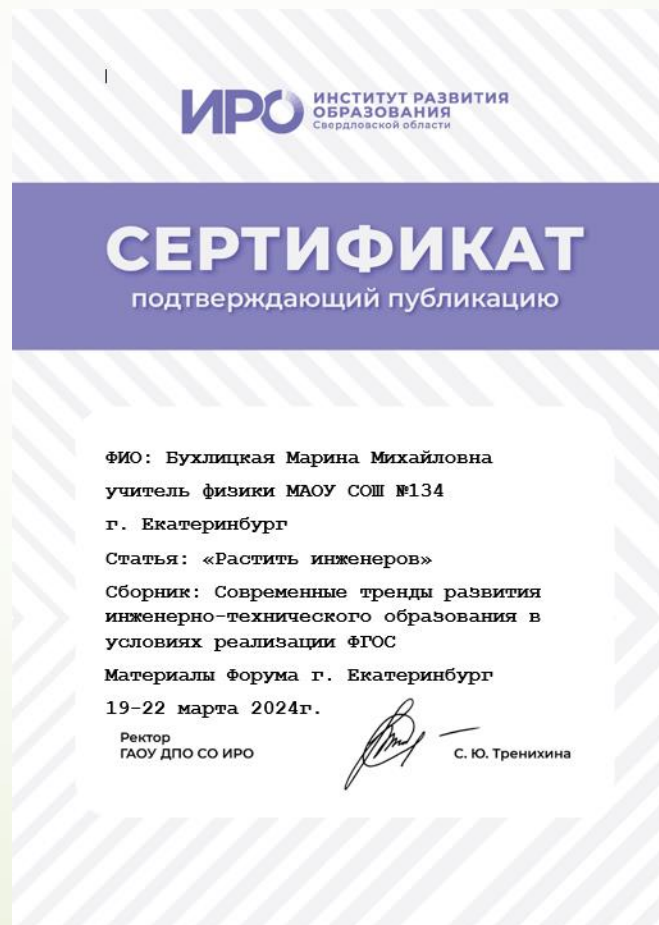 ИРО ИНСТИТУТ РАЗВИТИЯ
ОБРАЗОВАНИЯ
Свердловской области
СЕРТИФИКАТ
подтверждающий публикацию
ФИО: Бухлицкая Марина Михайловна
учитель физики МАОУ СОШ №134
г. Екатеринбург
Статья: «Растить инженеров»
Сборник: Современные тренды развития
инженерно-технического образования в
условиях реализации ФГОС
Материалы Форума г. Екатеринбург
19-22 марта 2024г.
Ректор
ГАОУ ДПО СО ИРО
С. Ю. Тренихина